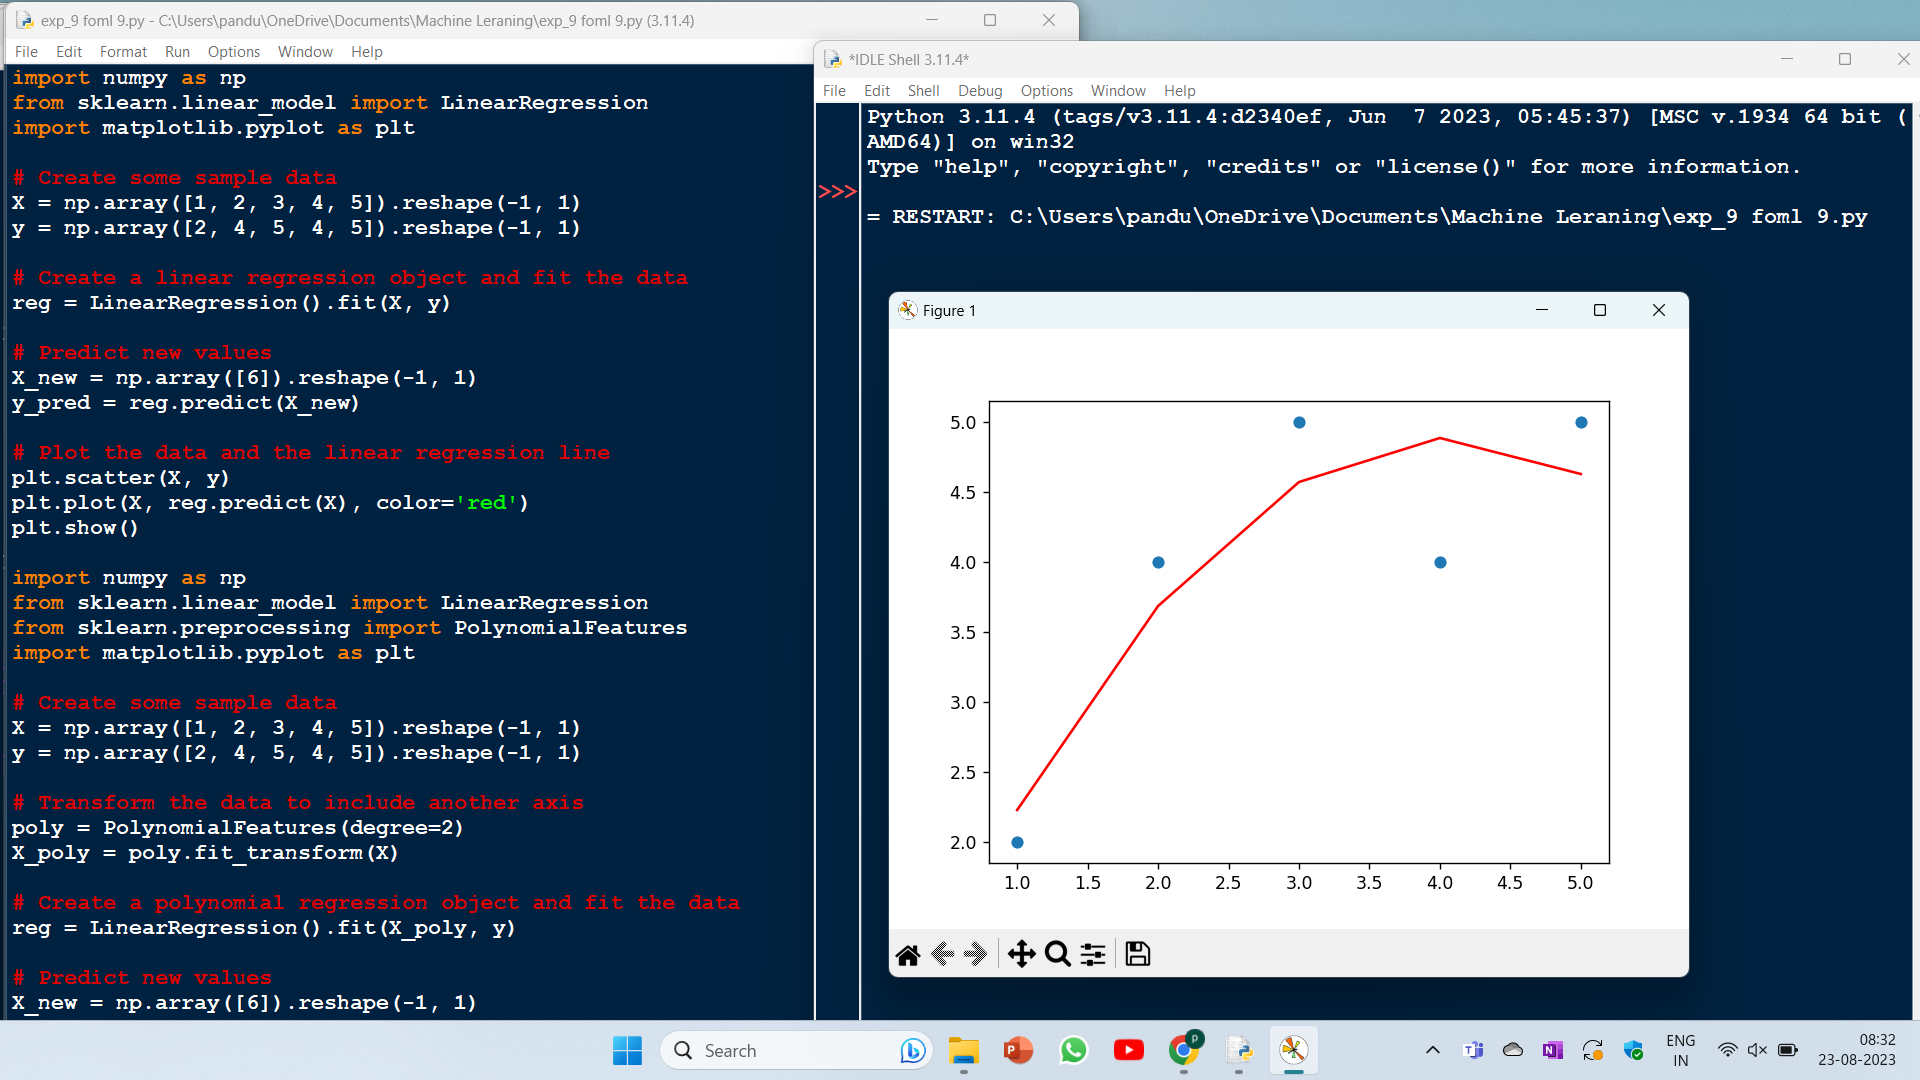 exp_9 foml 9.py - C:\Users\pandu\OneDrive\Documents\Machine Leraning\exp_9 foml 9.py (3.11.4)
File Edit Format Run Options Window Help
import numpy as np
from sklearn.linear_model import LinearRegression
import matplotlib.pyplot as plt
# Create some sample data
X = np.array([1, 2, 3, 4, 5]).reshape(-1, 1)
y = np.array([2, 4, 5, 4, 5]).reshape(-1, 1)
# Create a linear regression object and fit the data
reg = LinearRegression().fit(X, y)
# Predict new values
X_new = np.array([6]).reshape(-1, 1)
y_pred = reg.predict(X_new)
# Plot the data and the linear regression line
plt.scatter(X, y)
plt.plot(X, reg.predict(X), color='red')
plt.show()
import numpy as np
from sklearn.linear_model import LinearRegression
from sklearn.preprocessing import PolynomialFeatures
import matplotlib.pyplot as plt
# Create some sample data
X = np.array([1, 2, 3, 4, 5]).reshape(-1, 1)
y = np.array([2, 4, 5, 4, 5]).reshape(-1, 1)
# Transform the data to include another axis
poly = PolynomialFeatures(degree=2)
X_poly = poly.fit_transform(X)
# Create a polynomial regression object and fit the data
reg = LinearRegression().fit(X_poly, y)
# Predict new values
X_new = np.array([6]).reshape(-1, 1)
*IDLE Shell 3.11.4*
File Edit Shell Debug Options Window Help
Python 3.11.4 (tags/v3.11.4:d2340ef, Jun  7 2023, 05:45:37) [MSC v.1934 64 bit (
AMD64)] on win32
Type "help", "copyright", "credits" or "license()" for more information.
>>>
= RESTART: C:\Users\pandu\OneDrive\Documents\Machine Leraning\exp_9 foml 9.py
Figure 1
5.0
4.5
4.0
3.5
3.0
2.5
2.0
1.0 1.5 2.0 2.5 3.0 3.5 4.0 4.5 5.0
Search
P
p
T
N
ENG
IN
08:32
23-08-2023